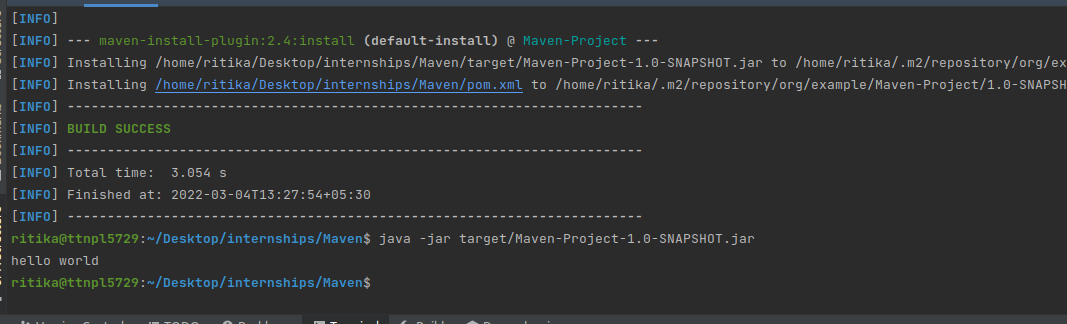 [INFO]
[INFO] --- maven-install-plugin:2.4:install (default-install) @ Maven-Project ---
[INFO] Installing /home/ritika/Desktop/internships/Maven/target/Maven-Project-1.0-SNAPSHOT.jar to /home/ritika/.m2/repository/org/ex
[INFO] Installing /home/ritika/Desktop/internships/Maven/pom.xml to /home/ritika/.m2/repository/org/example/Maven-Project/1.0-SNAPSH
[INFO] ------------------------------------------------------------------------
[INFO] BUILD SUCCESS
[INFO] ------------------------------------------------------------------------
[INFO] Total time:  3.054 s
[INFO] Finished at: 2022-03-04T13:27:54+05:30
[INFO] ------------------------------------------------------------------------
ritika@ttnpl5729:~/Desktop/internships/Maven$ java -jar target/Maven-Project-1.0-SNAPSHOT.jar
hello world
ritika@ttnpl5729:~/Desktop/internships/Maven$